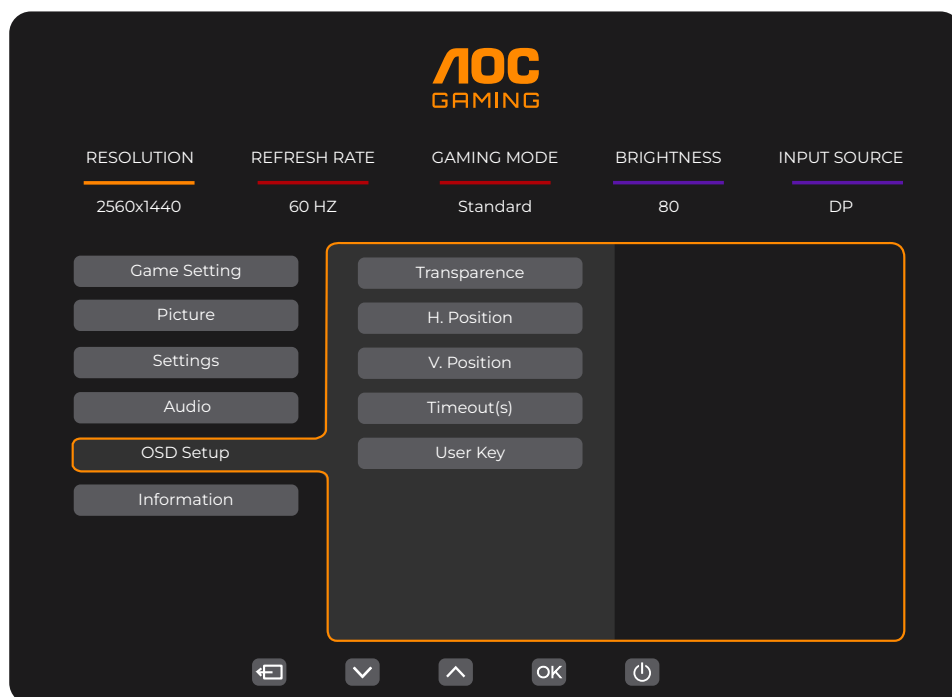 AOC
GAMING
RESOLUTION REFRESH RATE GAMING MODE BRIGHTNESS INPUT SOURCE
2560x1440 60 HZ Standard 80 DP
Game Setting Transparence
Picture H. Position
Settings V. Position
Audio Timeout(s)
OSD Setup User Key
Information
OK